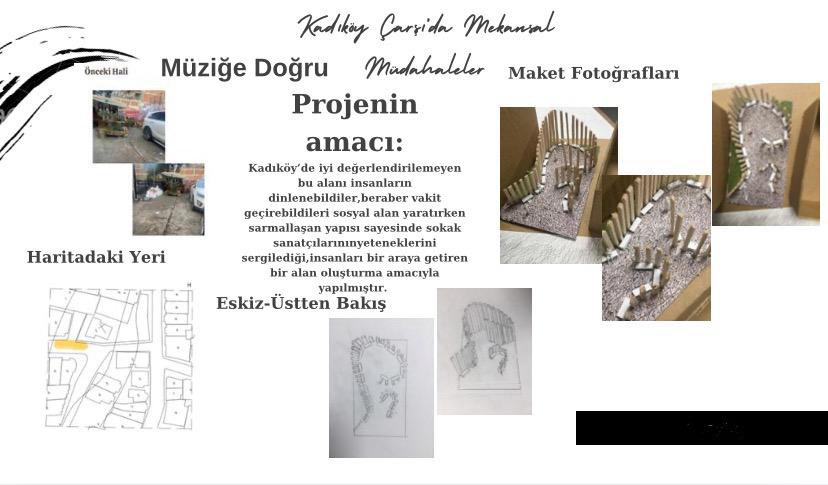 Kadıköy Çarşı'da Mekansal
Müdahaleler
Müziğe Doğru
Önceki Hali
Maket Fotoğrafları
Projenin
amacı:
Kadıköy'de iyi değerlendirilemeyen
bu alanı insanların
dinlenebildiler,beraber vakit
geçirebildileri sosyal alan yaratırken
sarmallaşan yapısı sayesinde sokak
sanatçılarınınyeteneklerini
sergilediği,insanları bir araya getiren
bir alan oluşturma amacıyla
yapılmıştır.
Haritadaki Yeri
Eskiz-Üstten Bakış